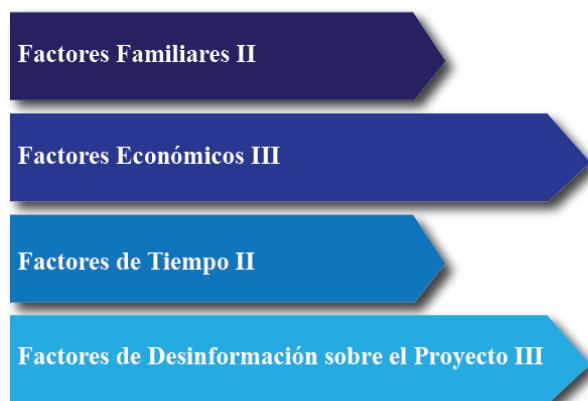 Factores Familiares II
Factores Económicos III
Factores de Tiempo II
Factores de Desinformación sobre el Proyecto III